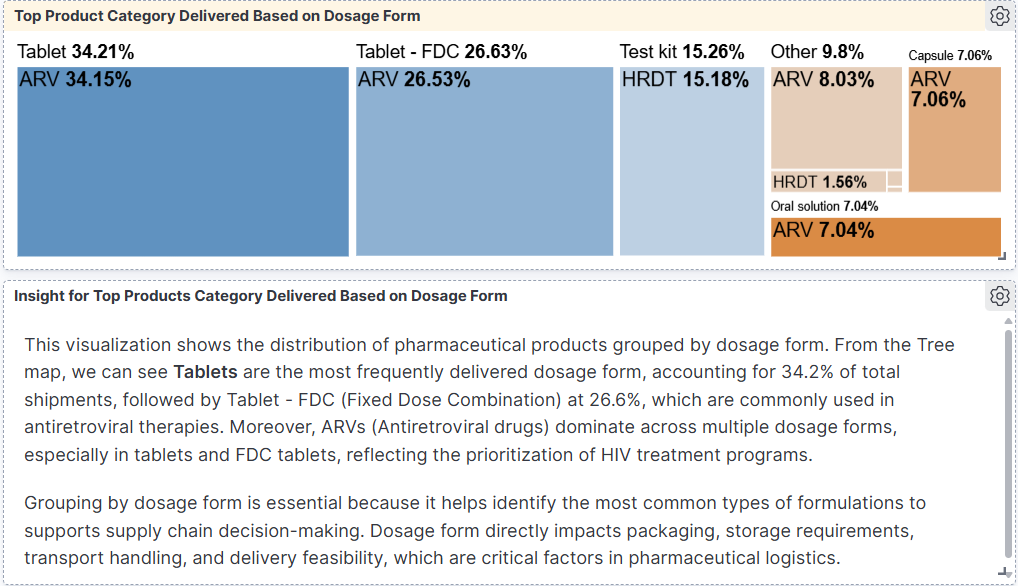 Top Product Category Delivered Based on Dosage Form
Tablet 34.21%
ARV 34.15%
Tablet - FDC 26.63%
ARV 26.53%
Test kit 15.26%
HRDT 15.18%
Other 9.8%
ARV 8.03%
HRDT 1.56%
Capsule 7.06%
ARV
7.06%
Oral solution 7.04%
ARV 7.04%
Insight for Top Products Category Delivered Based on Dosage Form
This visualization shows the distribution of pharmaceutical products grouped by dosage form. From the Tree
map, we can see Tablets are the most frequently delivered dosage form, accounting for 34.2% of total
shipments, followed by Tablet - FDC (Fixed Dose Combination) at 26.6%, which are commonly used in
antiretroviral therapies. Moreover, ARVs (Antiretroviral drugs) dominate across multiple dosage forms,
especially in tablets and FDC tablets, reflecting the prioritization of HIV treatment programs.
Grouping by dosage form is essential because it helps identify the most common types of formulations to
supports supply chain decision-making. Dosage form directly impacts packaging, storage requirements,
transport handling, and delivery feasibility, which are critical factors in pharmaceutical logistics.